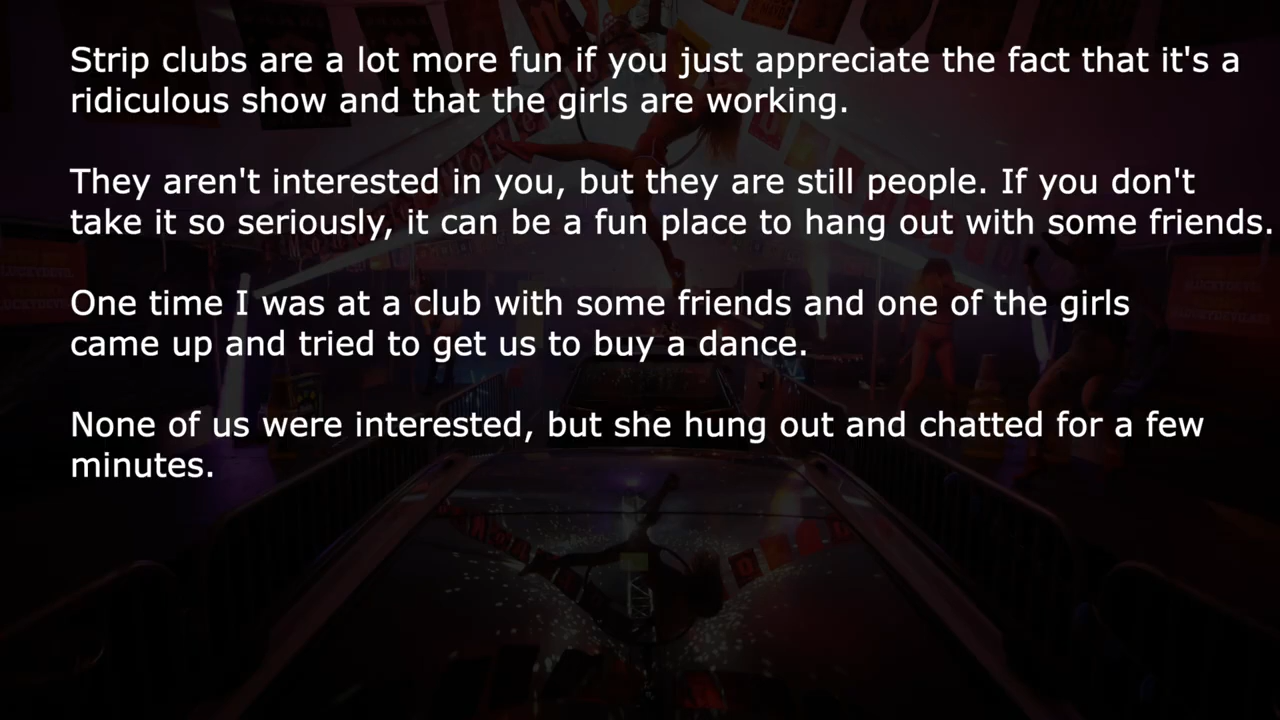 Strip clubs are a lot more fun if you just appreciate the fact that it's a
ridiculous show and that the girls are working.
They aren't interested in you, but they are still people. If you don't
take it so seriously, it can be a fun place to hang out with some friends.
One time I was at a club with some friends and one of the girls
came up and tried to get us to buy a dance.
None of us were interested, but she hung out and chatted for a few
minutes.